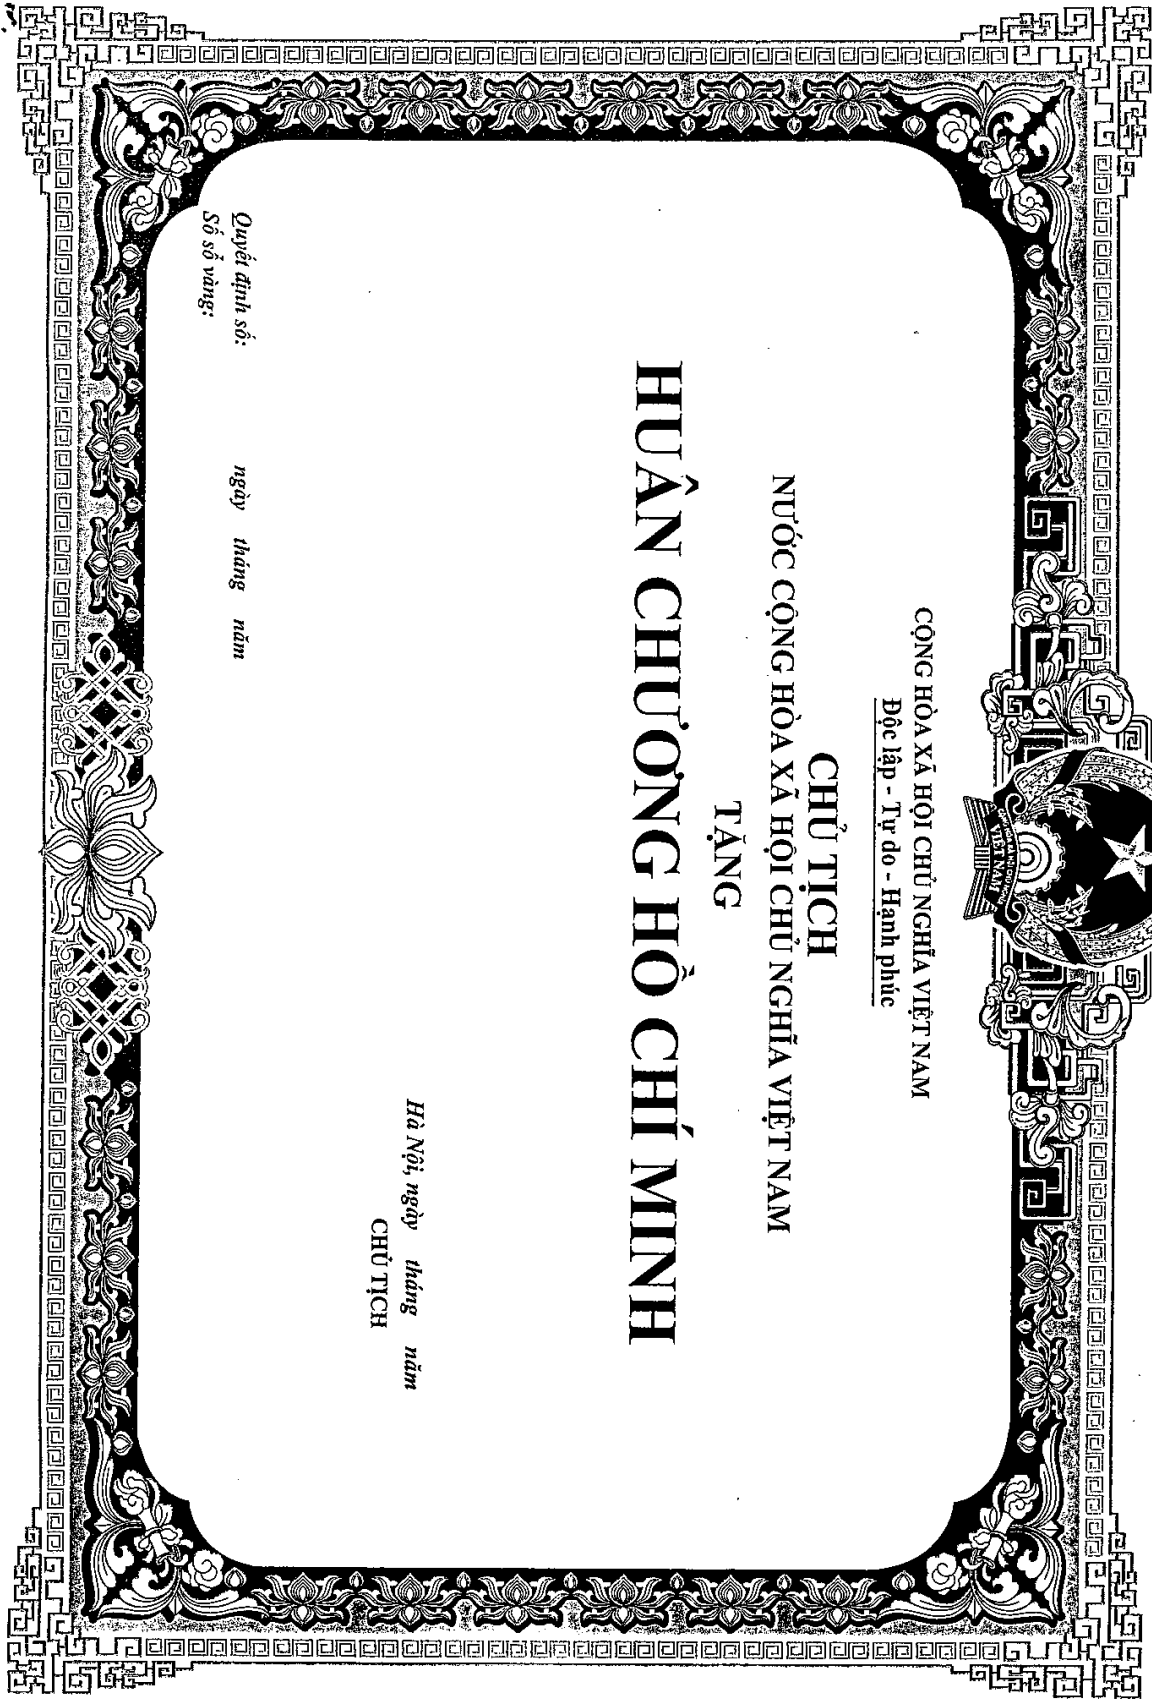 CỘNG HÒA XÃ HỘI CHỦ NGHĨA VIỆT NAM
Độc lập - Tự do - Hạnh phúc
CHỦ TỊCH
NƯỚC CỘNG HÒA XÃ HỘI CHỦ NGHĨA VIỆT NAM
TẶNG
HUÂN CHƯƠNG HỒ CHÍ MINH
Hà Nội, ngày tháng năm
CHỦ TỊCH
Quyết định số: ngày tháng năm
Số sổ vàng:
VIỆT NAM